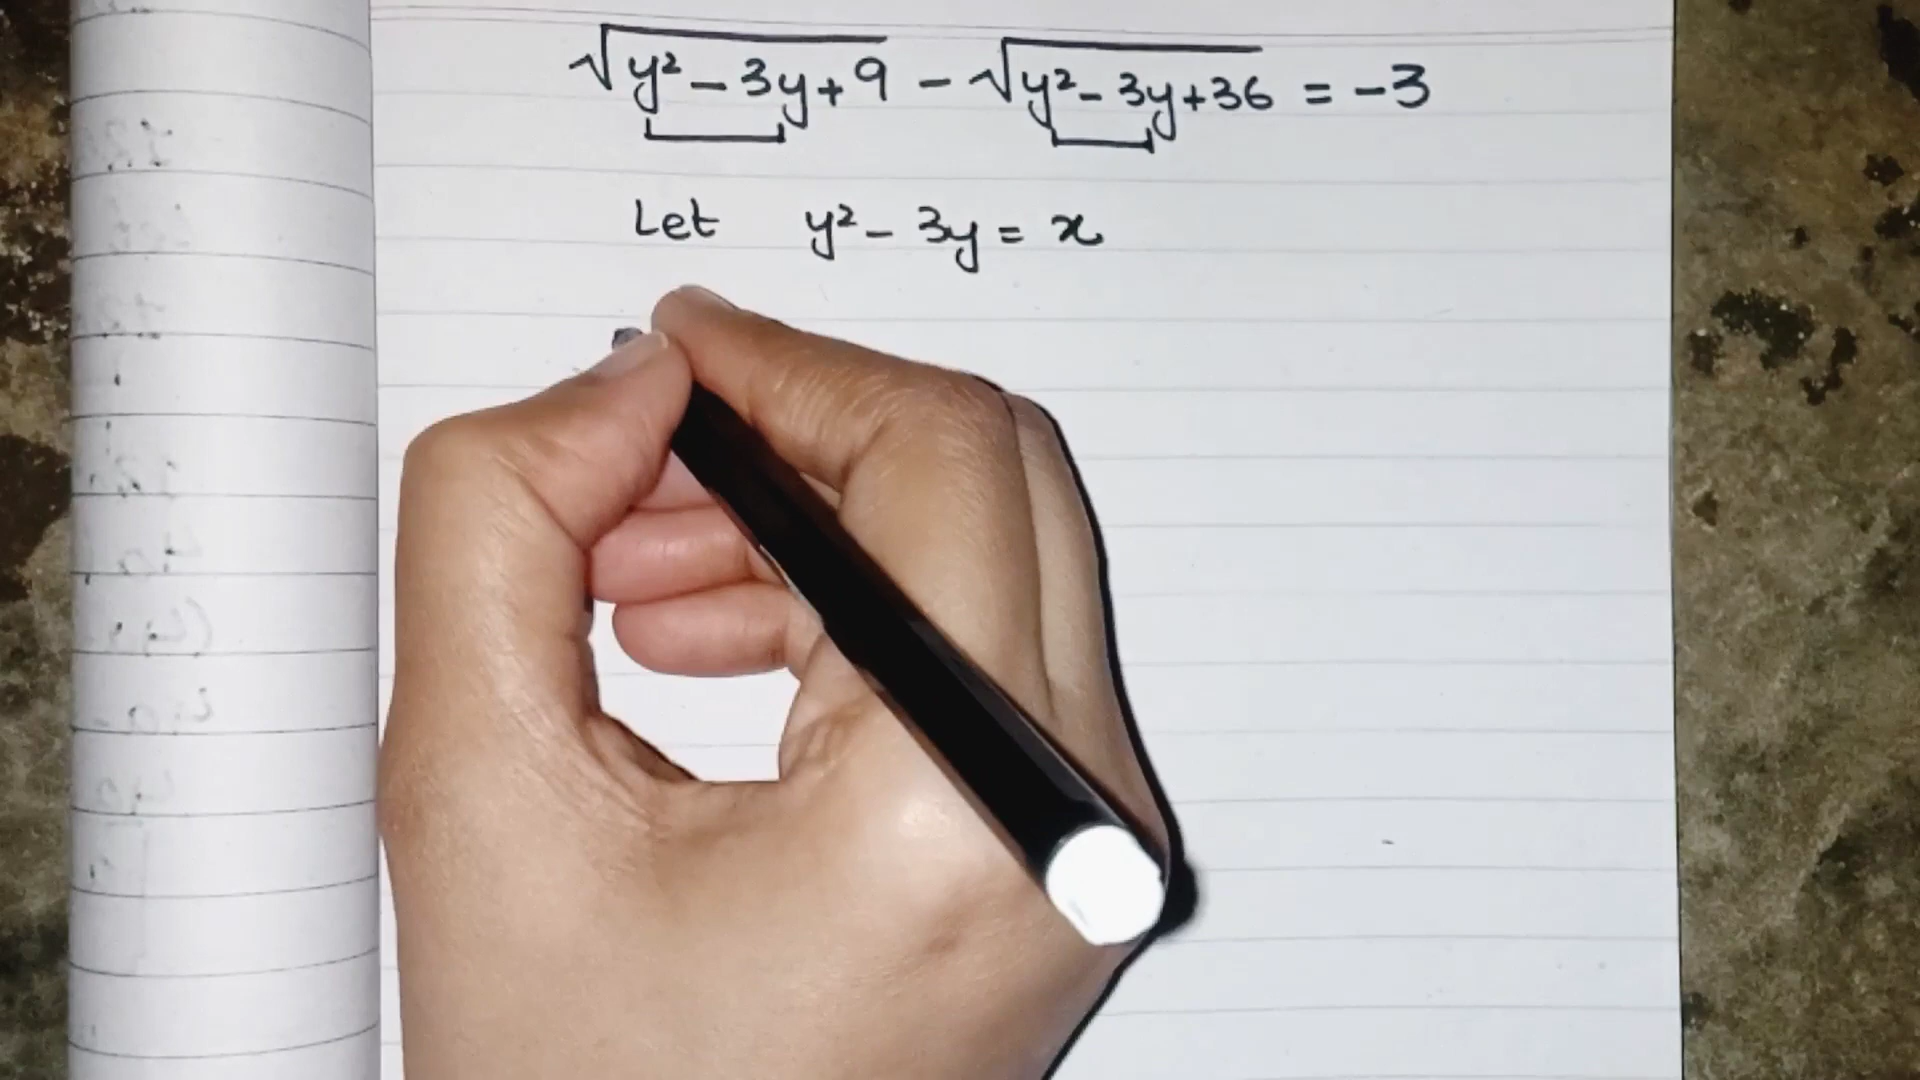 √y² - 3y + 9 - √y² - 3y + 36 = -3
Let y² - 3y = x